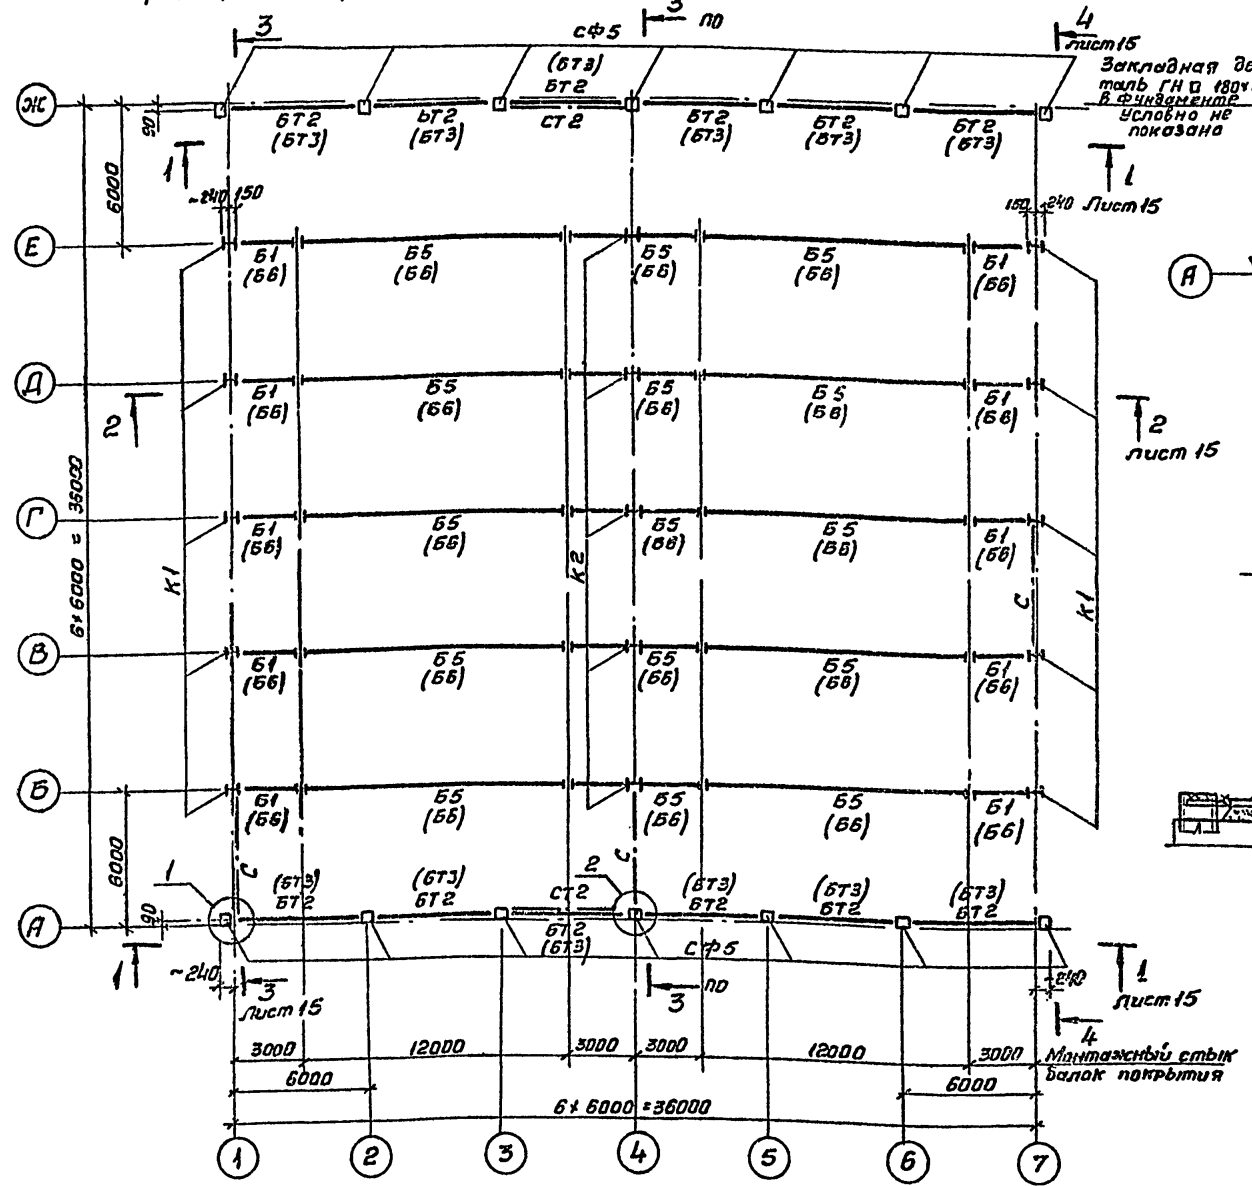 3
3 по
4
лист 15
СФ5
(БТ3)
БТ2
СТ2
Закладная де
таль ГН □ 180×
в фундаменте
условно не
показана
Ж
БТ2
(БТ3)
БТ2
(БТ3)
БТ2
(БТ3)
БТ2
(БТ3)
БТ2
(БТ3)
90
6000
1
1
Лист 15
~240 150
150 240
Е
Б1
(Б6)
Б5
(Б6)
Б5
(Б6)
Б5
(Б6)
Б1
(Б6)
А
Д
Б1
(Б6)
Б5
(Б6)
Б5
(Б6)
Б5
(Б6)
Б1
(Б6)
2
2
лист 15
6×6000 = 36000
Г
Б1
(Б6)
Б5
(Б6)
Б5
(Б6)
Б5
(Б6)
Б1
(Б6)
К1
К2
С
К1
В
Б1
(Б6)
Б5
(Б6)
Б5
(Б6)
Б5
(Б6)
Б1
(Б6)
Б
Б1
(Б6)
Б5
(Б6)
Б5
(Б6)
Б5
(Б6)
Б1
(Б6)
6000
1
С
2
С
(БТ3)
БТ2
(БТ3)
БТ2
СТ2
БТ2
(БТ3)
(БТ3)
БТ2
(БТ3)
БТ2
(БТ3)
БТ2
90
А
СФ5
1
~240
3
Лист 15
3 по
240
1
лист 15
4
Монтажный стык
балок покрытия
3000 12000 3000 3000 12000 3000
6000 6000
6×6000=36000
1 2 3 4 5 6 7